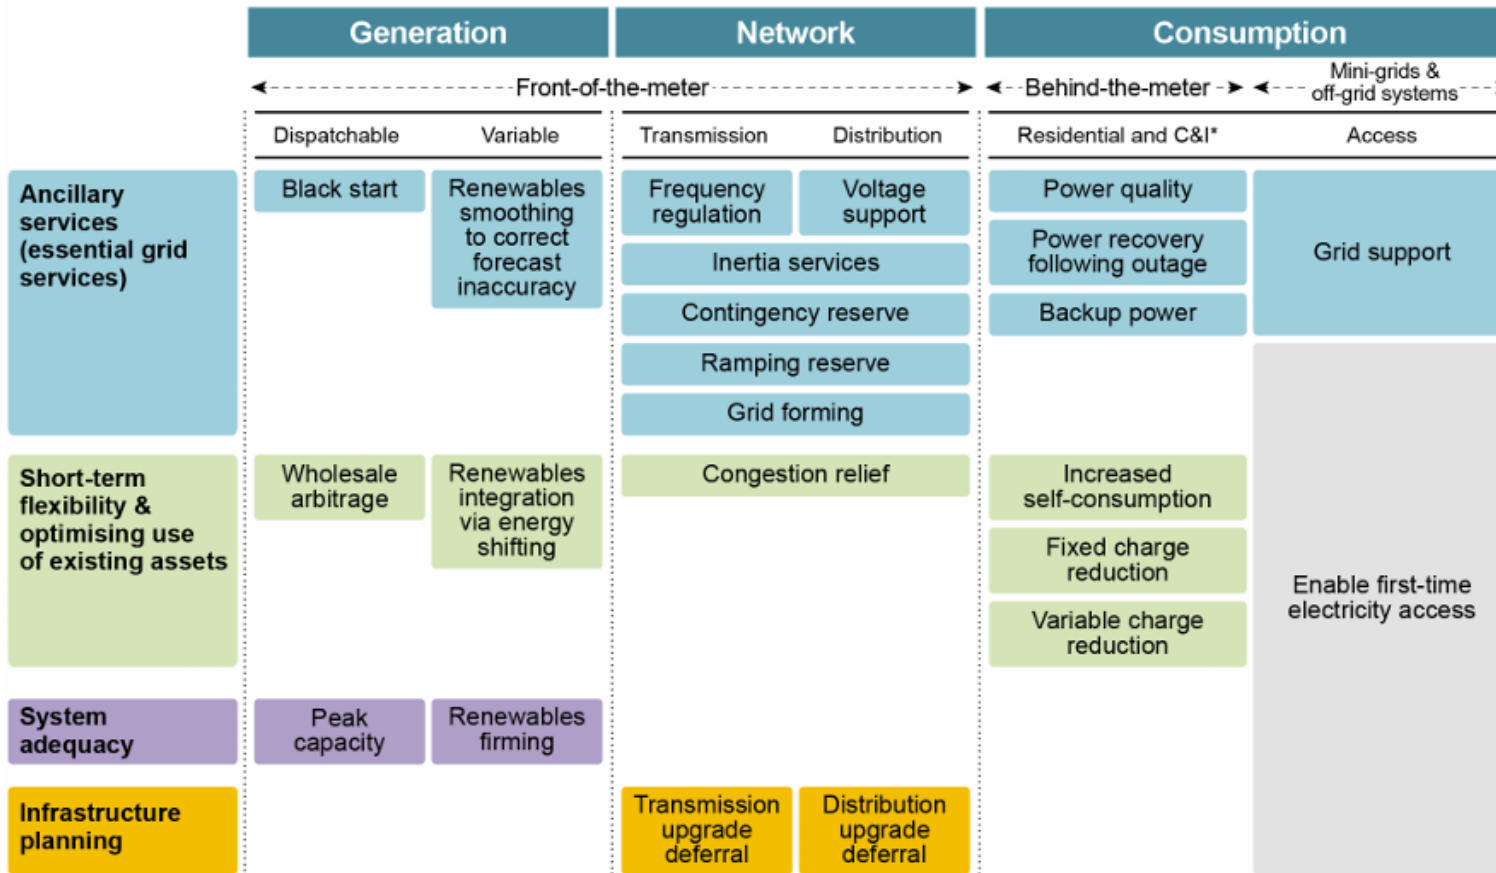 Generation
Network
Consumption
Front-of-the-meter
Behind-the-meter
Mini-grids &
off-grid systems
Dispatchable
Variable
Transmission
Distribution
Residential and C&I*
Access
Ancillary
services
(essential grid
services)
Black start
Renewables
smoothing
to correct
forecast
inaccuracy
Frequency
regulation
Voltage
support
Inertia services
Contingency reserve
Ramping reserve
Grid forming
Power quality
Power recovery
following outage
Backup power
Grid support
Short-term
flexibility &
optimising use
of existing assets
Wholesale
arbitrage
Renewables
integration
via energy
shifting
Congestion relief
Increased
self-consumption
Fixed charge
reduction
Variable charge
reduction
Enable first-time
electricity access
System
adequacy
Peak
capacity
Renewables
firming
Infrastructure
planning
Transmission
upgrade
deferral
Distribution
upgrade
deferral